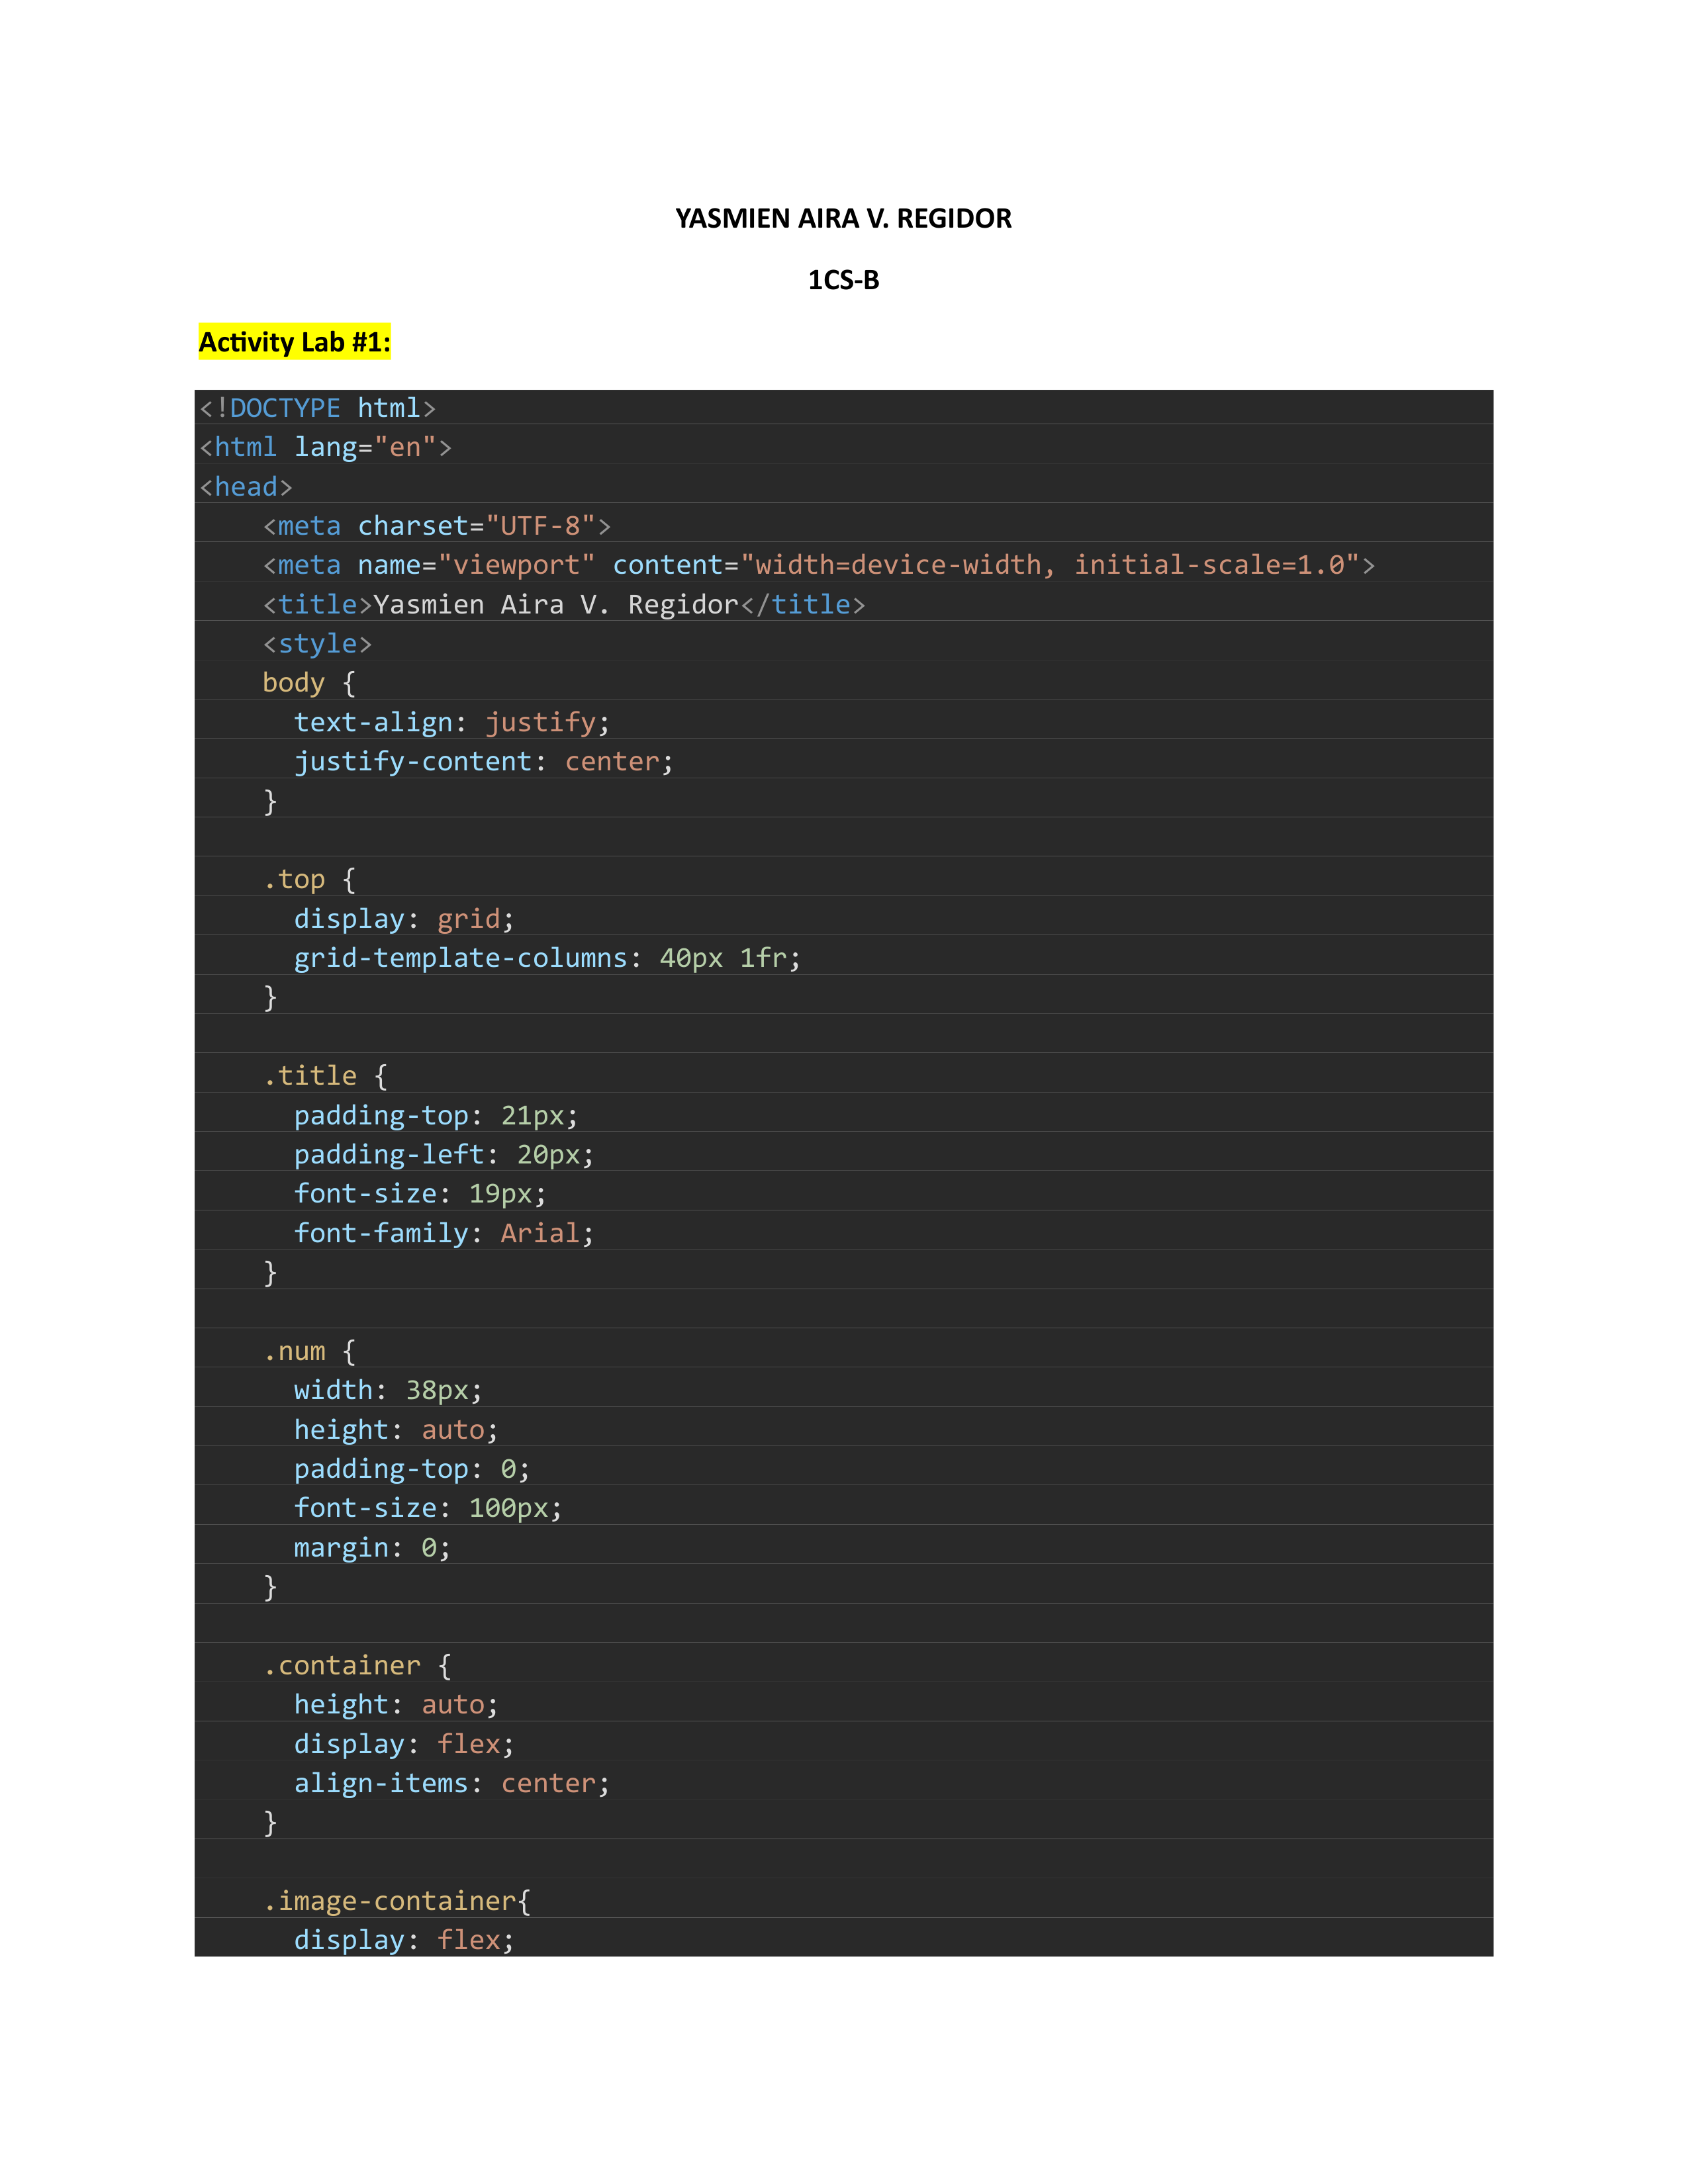 YASMIEN AIRA V. REGIDOR
1CS-B
Activity Lab #1:
<!DOCTYPE html>
<html lang="en">
<head>
    <meta charset="UTF-8">
    <meta name="viewport" content="width=device-width, initial-scale=1.0">
    <title>Yasmien Aira V. Regidor</title>
    <style>
    body {
      text-align: justify;
      justify-content: center;
    }

    .top {
      display: grid;
      grid-template-columns: 40px 1fr;
    }

    .title {
      padding-top: 21px;
      padding-left: 20px;
      font-size: 19px;
      font-family: Arial;
    }

    .num {
      width: 38px;
      height: auto;
      padding-top: 0;
      font-size: 100px;
      margin: 0;
    }

    .container {
      height: auto;
      display: flex;
      align-items: center;
    }

    .image-container{
      display: flex;